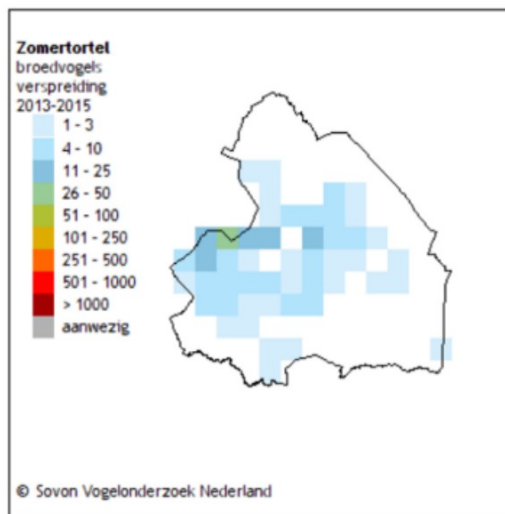 Zomertortel
broedvogels
verspreiding
2013-2015
1 - 3
4 - 10
11 - 25
26 - 50
51 - 100
101 - 250
251 - 500
501 - 1000
> 1000
aanwezig
© Sovon Vogelonderzoek Nederland